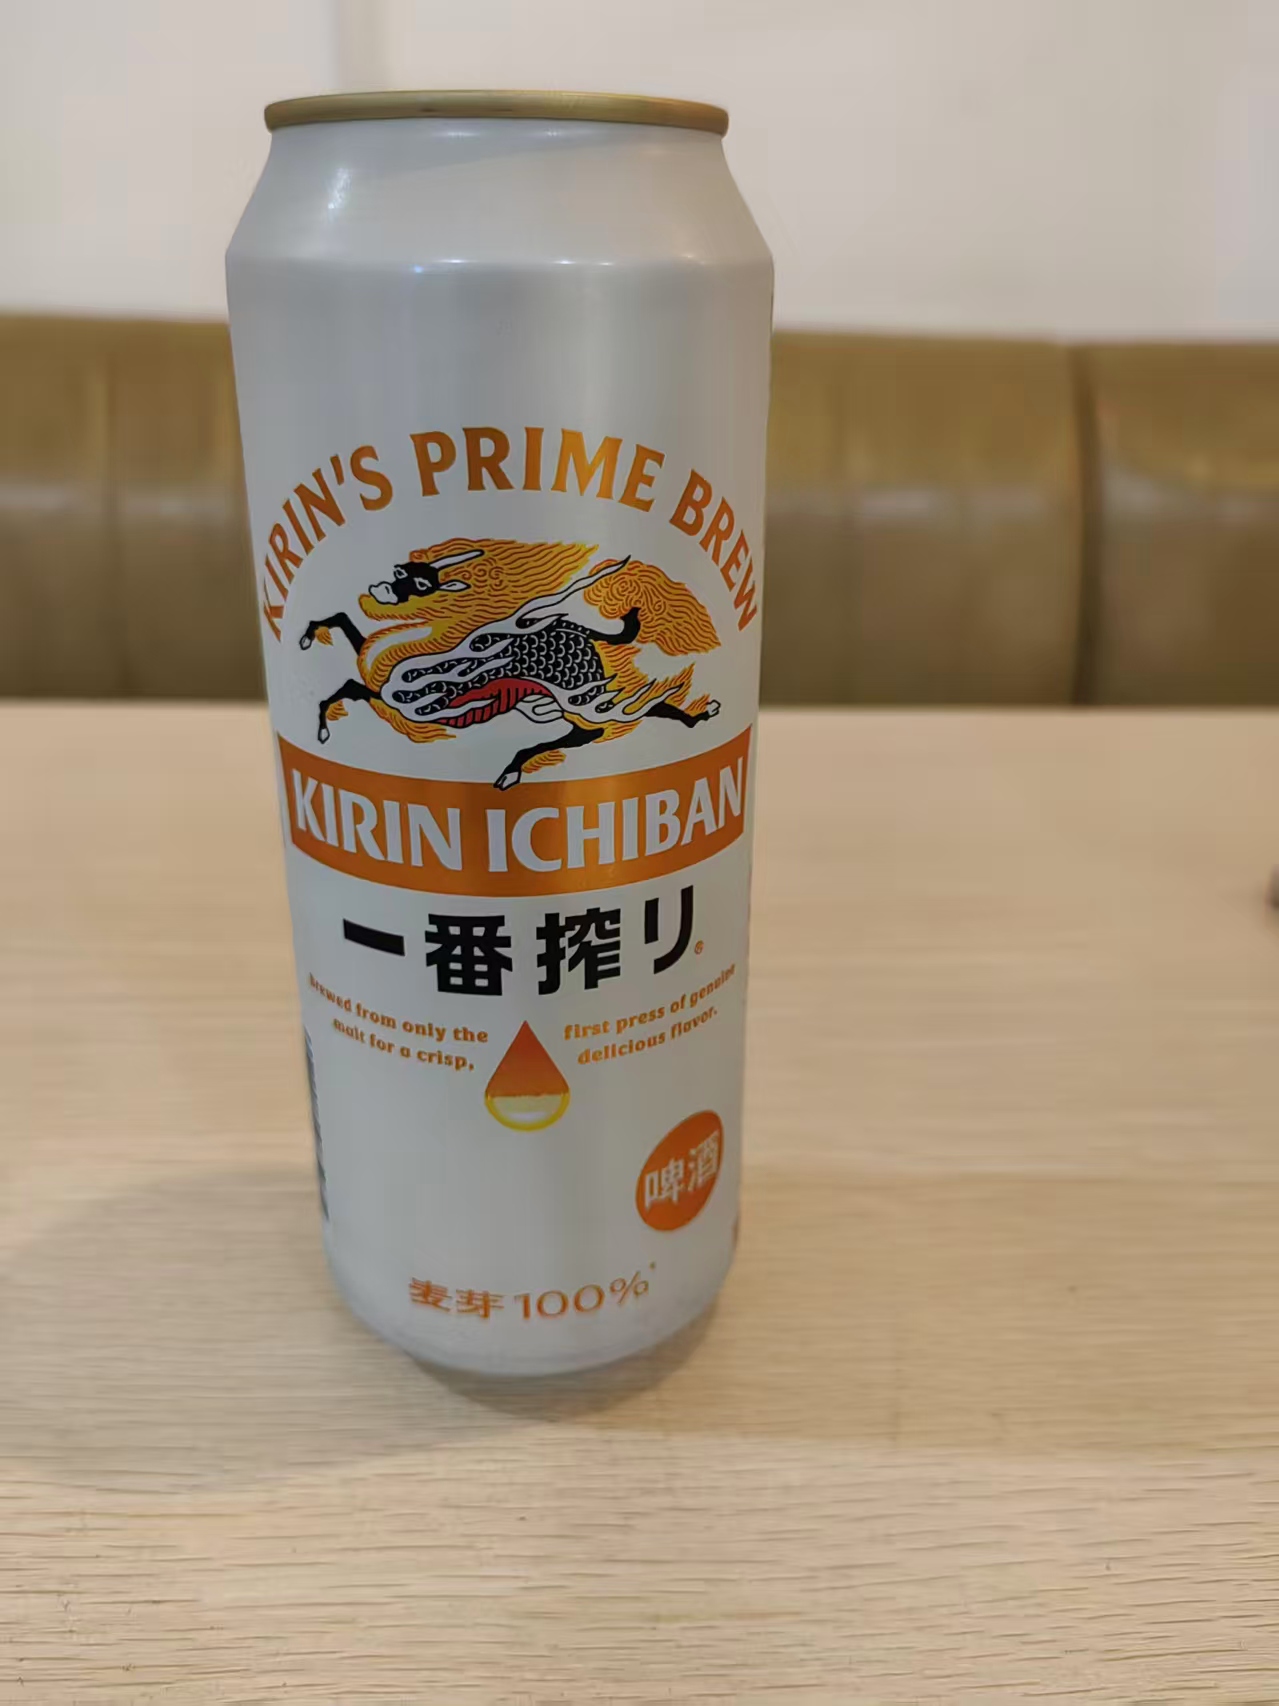 KIRIN'S PRIME BREW
KIRIN ICHIBAN
一番搾り®
Brewed from only the first press of genuine
malt for a crisp, delicious flavor.
啤酒
麦芽100%*